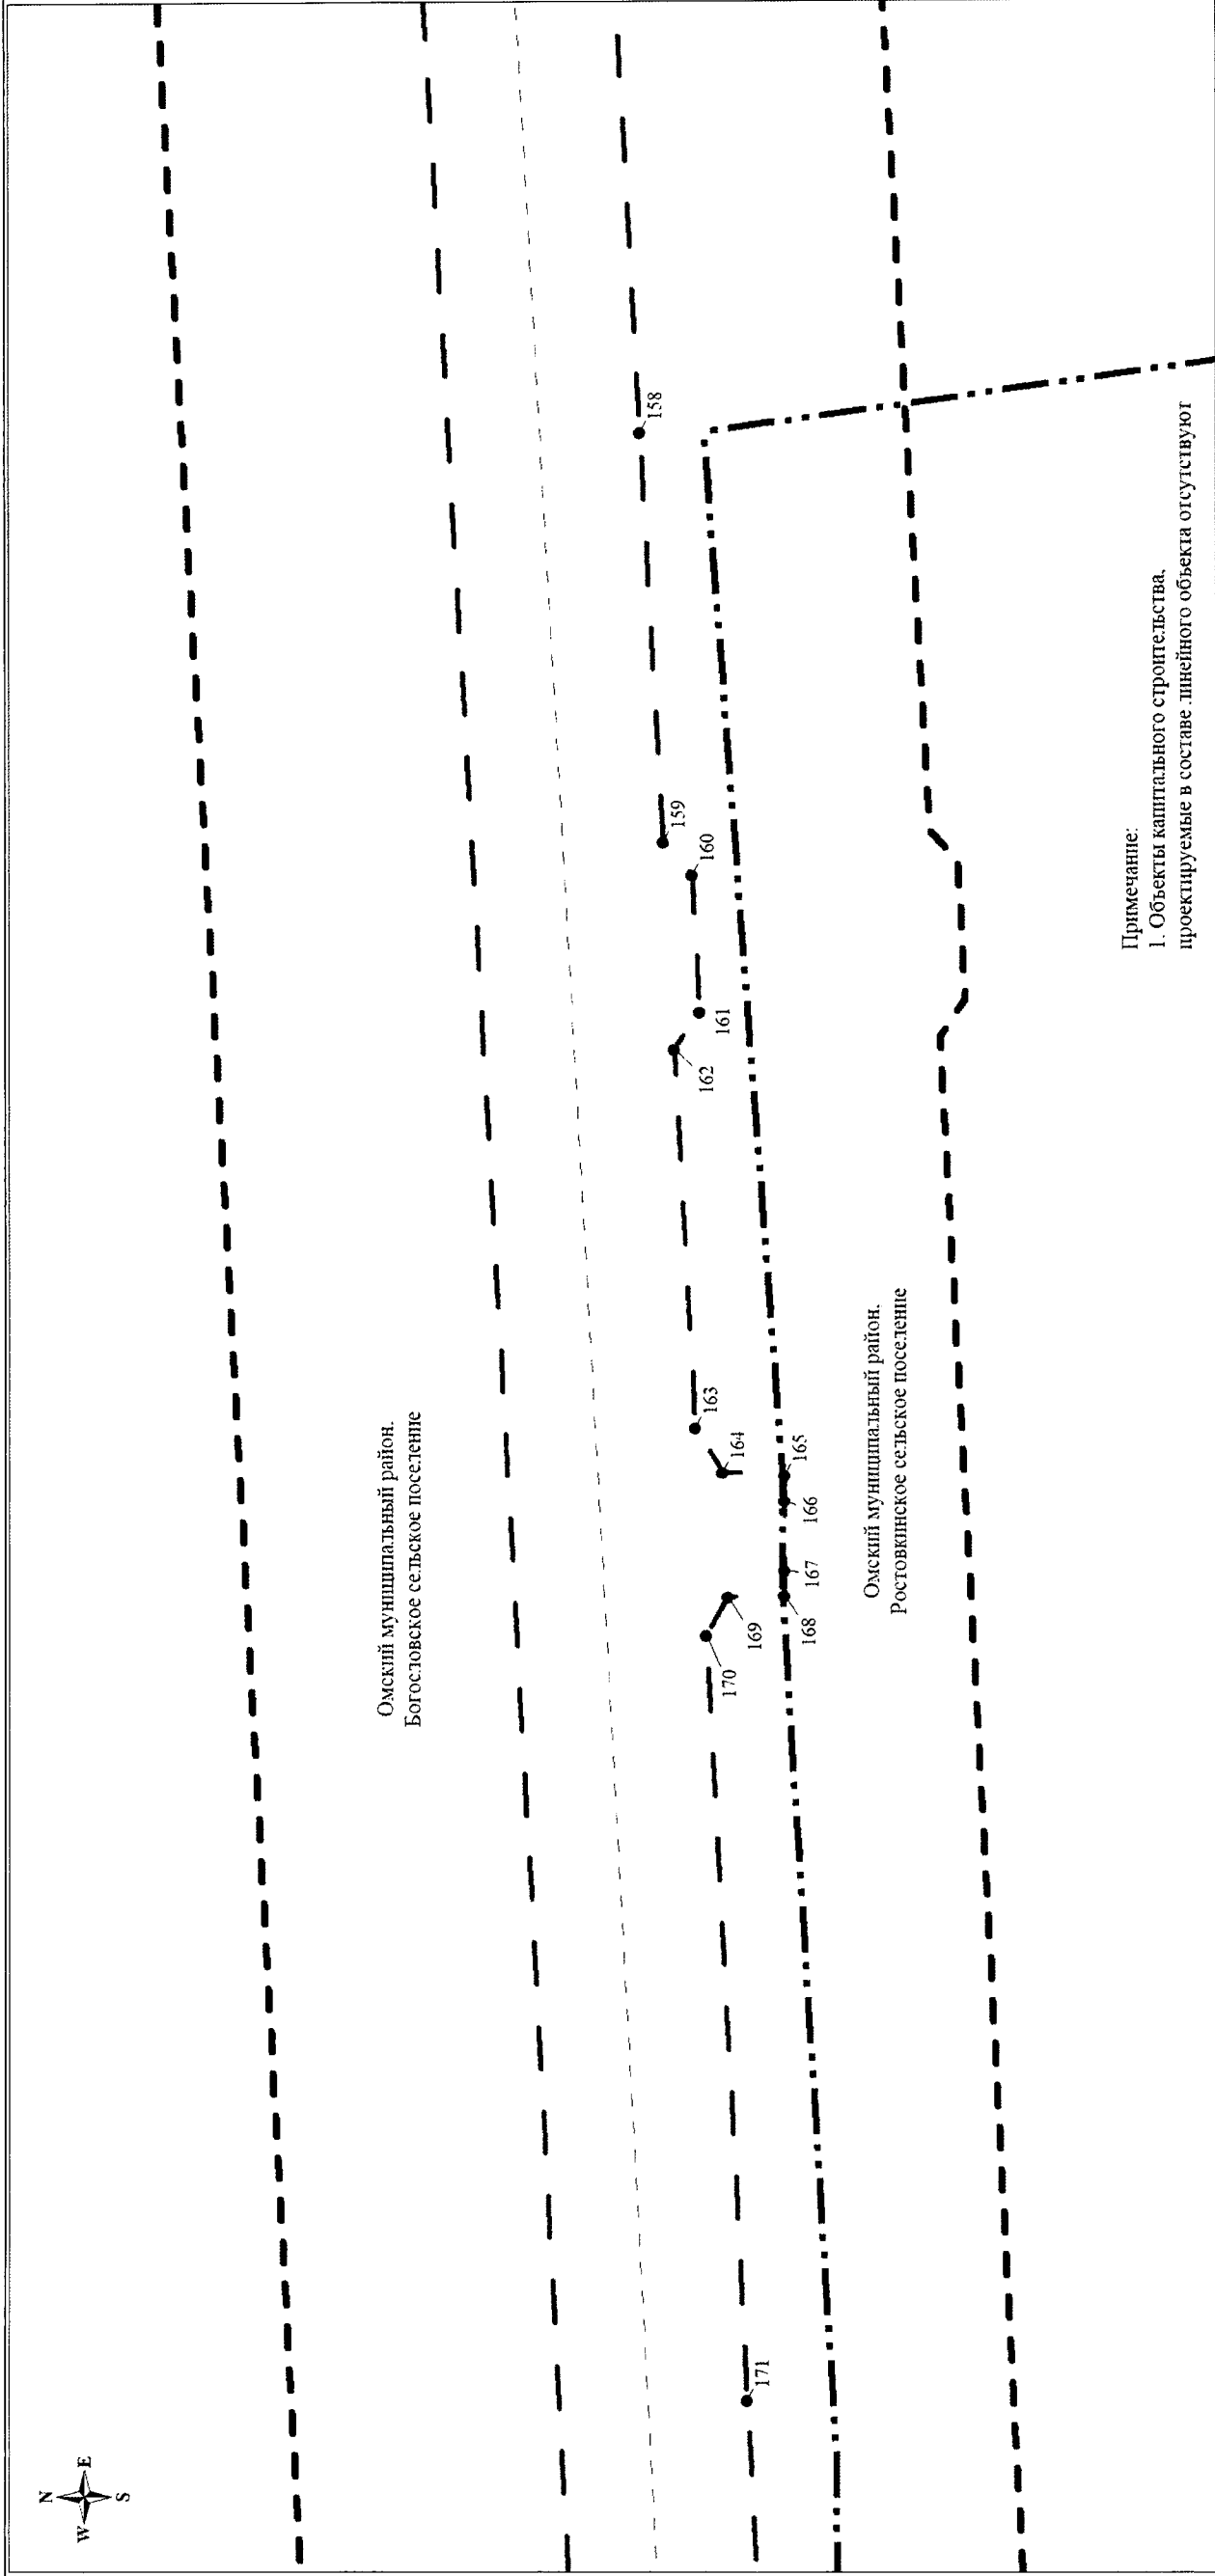 N
W E
S
Омский муниципальный район.
Богословское сельское поселение
171
170
169
168
167
166
165
164
163
162
161
160
159
158
Омский муниципальный район.
Ростовкинское сельское поселение
Примечание:
1. Объекты капитального строительства,
проектируемые в составе линейного объекта отсутствуют